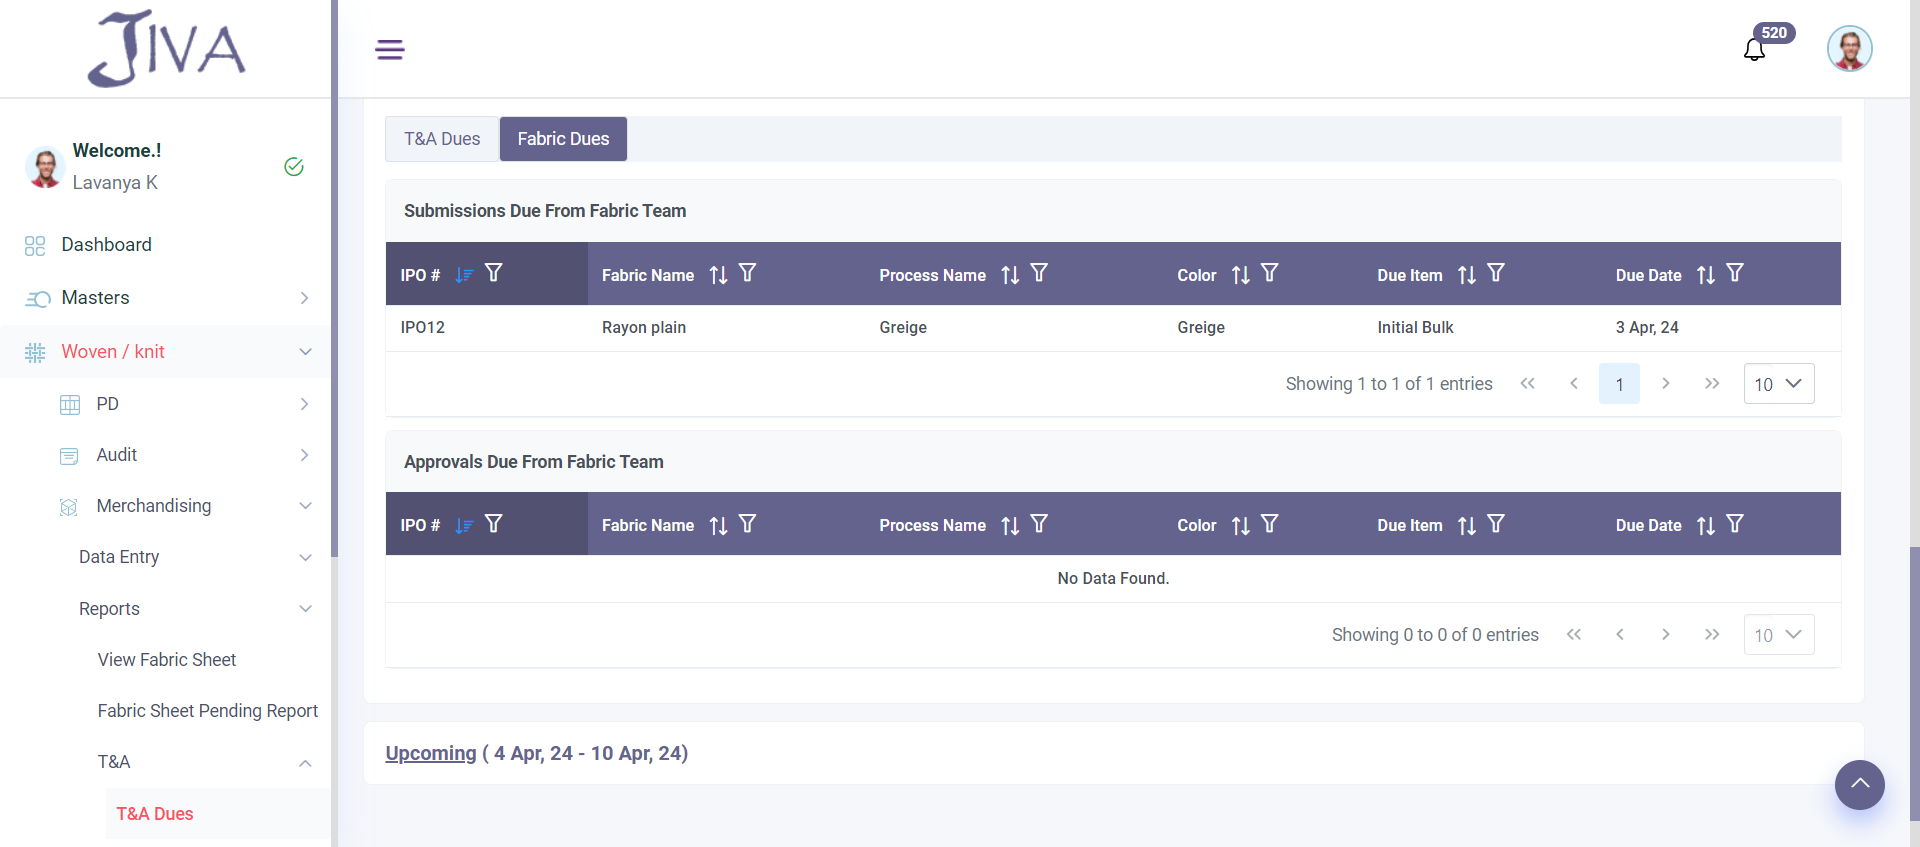 JIVA
520
Welcome.!
Lavanya K
Dashboard
Masters
Woven / knit
PD
Audit
Merchandising
Data Entry
Reports
View Fabric Sheet
Fabric Sheet Pending Report
T&A
T&A Dues
T&A Dues Fabric Dues
Submissions Due From Fabric Team
IPO # Fabric Name Process Name Color Due Item Due Date
IPO12 Rayon plain Greige Greige Initial Bulk 3 Apr, 24
Showing 1 to 1 of 1 entries 1 10
Approvals Due From Fabric Team
IPO # Fabric Name Process Name Color Due Item Due Date
No Data Found.
Showing 0 to 0 of 0 entries 10
Upcoming ( 4 Apr, 24 - 10 Apr, 24)